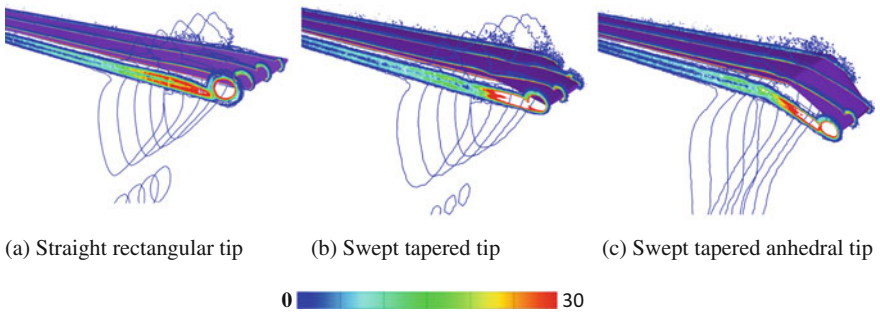 (a) Straight rectangular tip
(b) Swept tapered tip
(c) Swept tapered anhedral tip
0 30